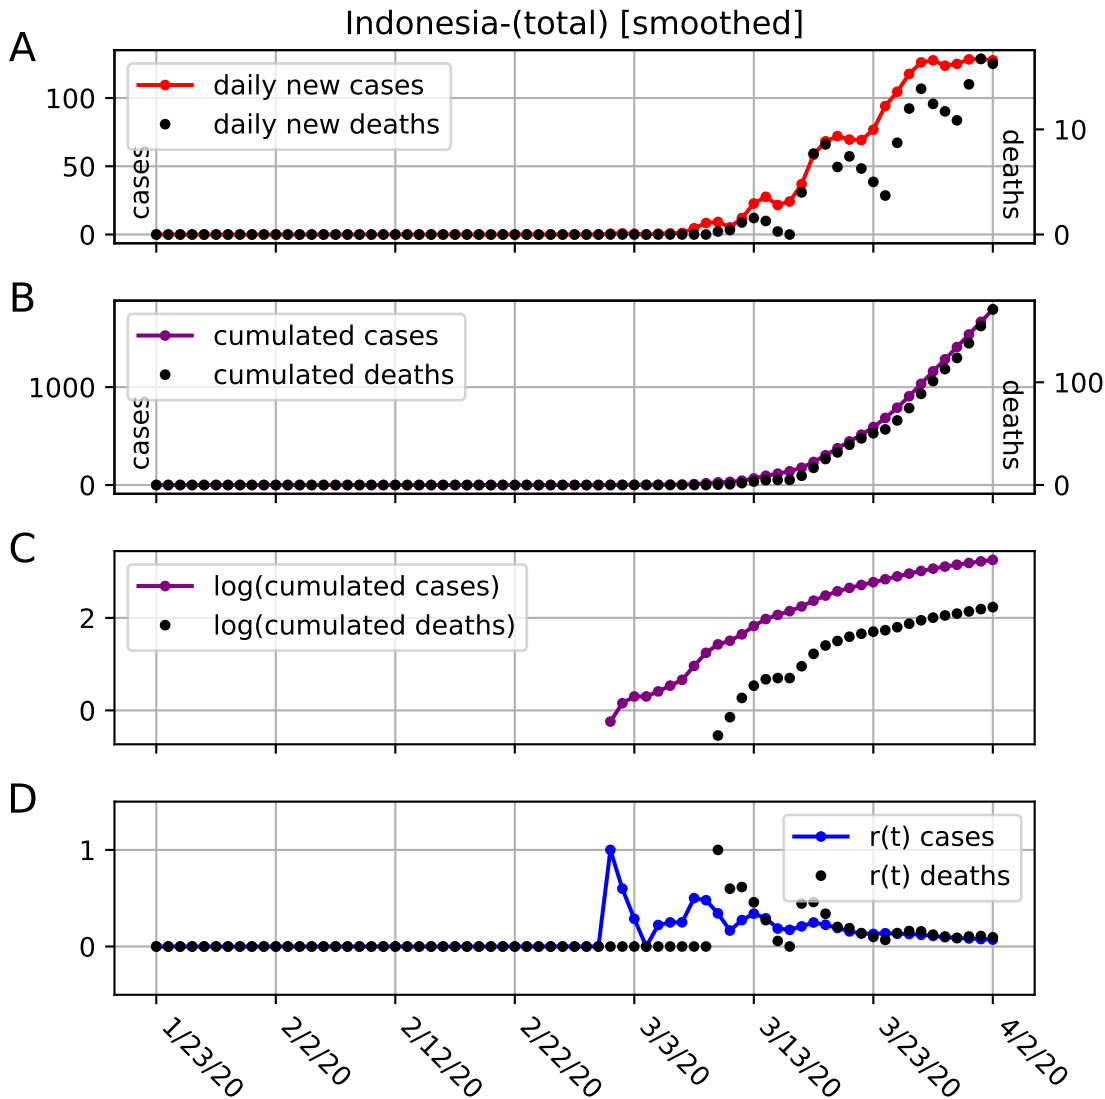 Indonesia-(total) [smoothed]
A
daily new cases
daily new deaths
100
50
0
cases
10
0
deaths
B
cumulated cases
cumulated deaths
1000
0
cases
100
0
deaths
C
log(cumulated cases)
log(cumulated deaths)
2
0
D
r(t) cases
r(t) deaths
1
0
1/23/20
2/2/20
2/12/20
2/22/20
3/3/20
3/13/20
3/23/20
4/2/20